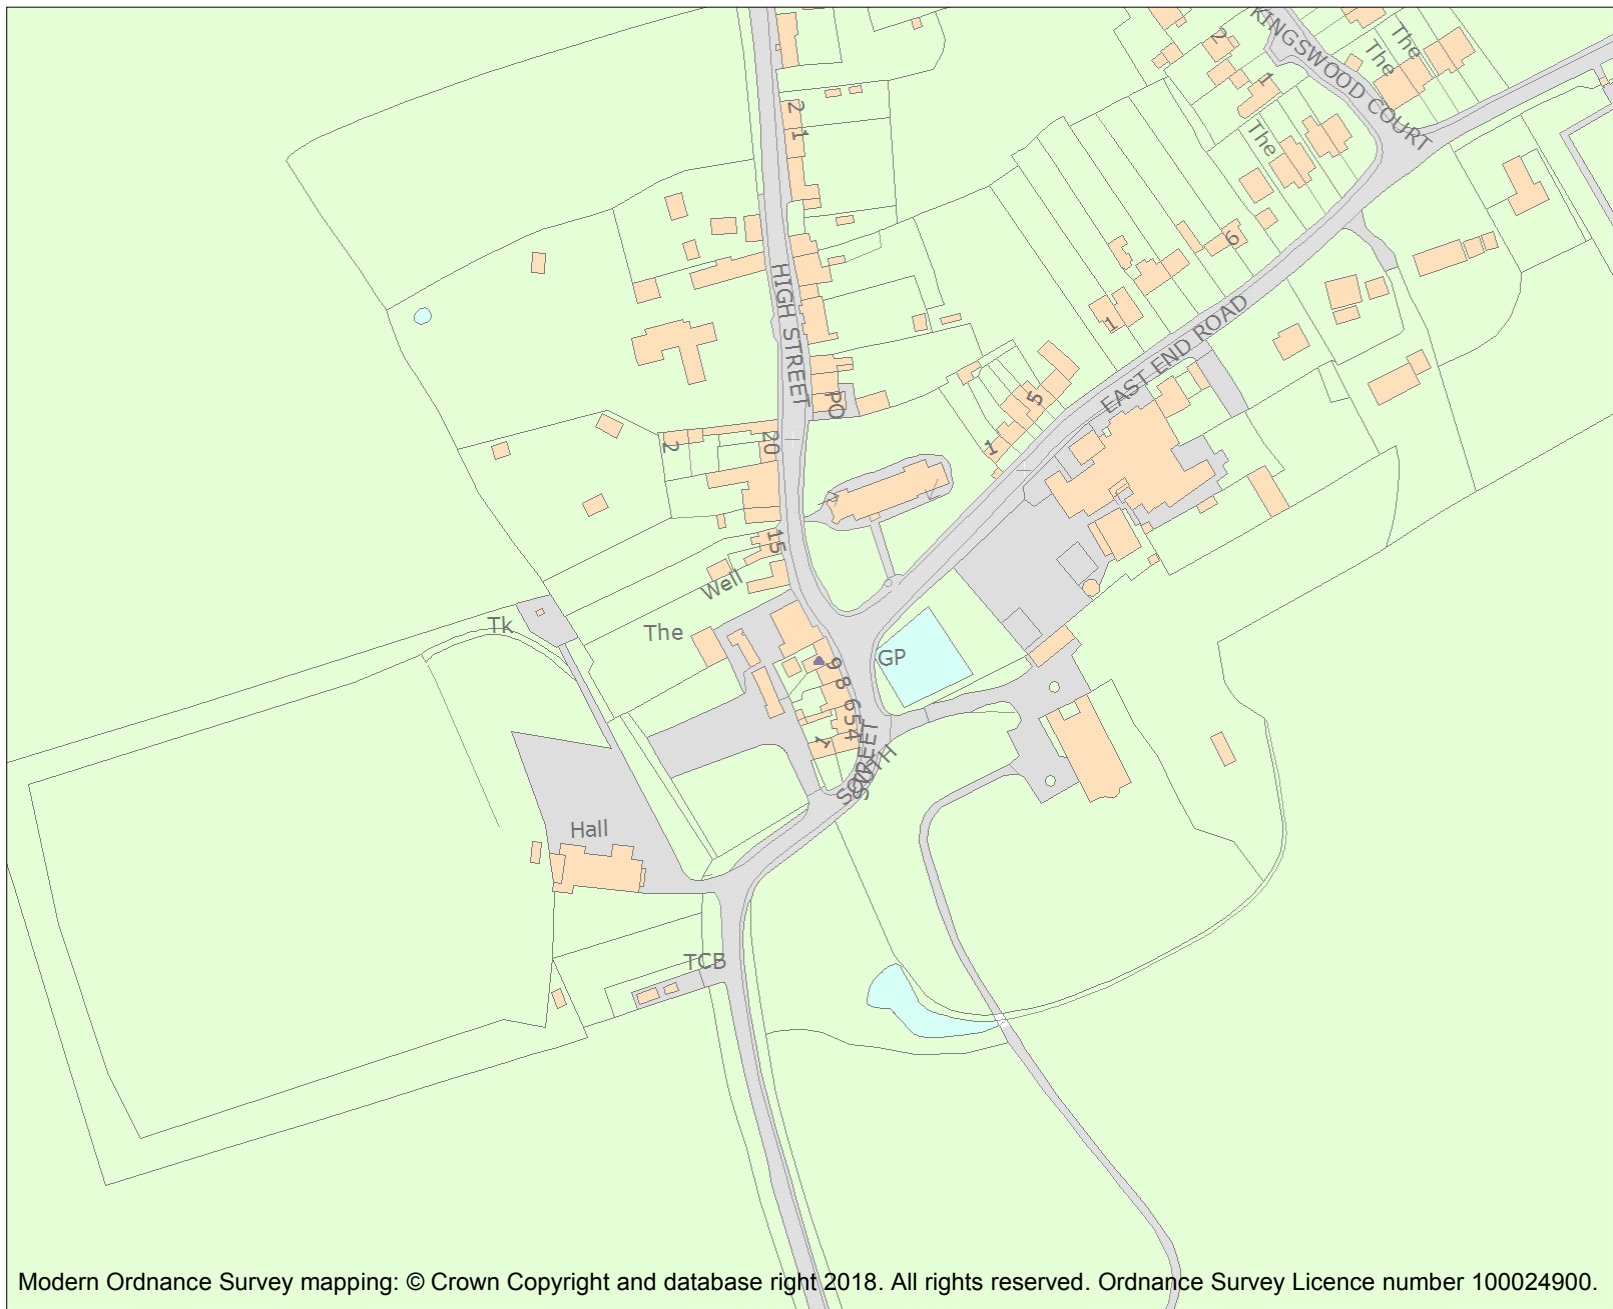 KINGSWOOD COURT
2
The
The
1
2
1
The
6
HIGH STREET
1
EAST END ROAD
5
PO
20
2
1
15
Well
Tk
The
GP
9
8
6
5
4
1
SOUTH
STREET
Hall
TCB
Modern Ordnance Survey mapping: © Crown Copyright and database right 2018. All rights reserved. Ordnance Survey Licence number 100024900.